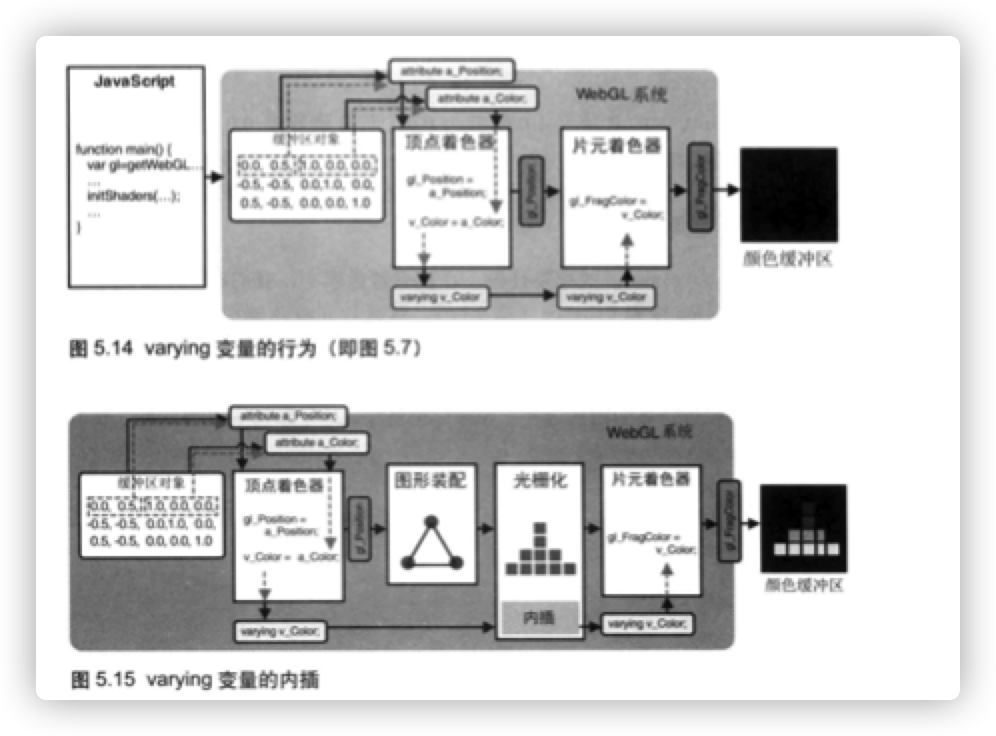 JavaScript
function main() {
var gl=getWebGL...
...
initShaders(...);
...
}
attribute a_Position;
attribute a_Color;
WebGL 系统
缓冲区对象
0.0, 0.5, 1.0, 0.0, 0.0,
-0.5, -0.5, 0.0,1.0, 0.0,
0.5, -0.5, 0.0, 0.0, 1.0
顶点着色器
gl_Position =
a_Position;
v_Color = a_Color;
gl_Position
片元着色器
gl_FragColor =
v_Color;
gl_FragColor
颜色缓冲区
varying v_Color
varying v_Color
图 5.14 varying 变量的行为（即图 5.7）
attribute a_Position;
attribute a_Color;
WebGL 系统
缓冲区对象
0.0, 0.5, 1.0, 0.0, 0.0,
-0.5, -0.5, 0.0,1.0, 0.0,
0.5, -0.5, 0.0, 0.0, 1.0
顶点着色器
gl_Position =
a_Position;
v_Color = a_Color;
gl_Position
图形装配
光栅化
内插
片元着色器
gl_FragColor =
v_Color;
gl_FragColor
颜色缓冲区
varying v_Color;
varying v_Color;
图 5.15 varying 变量的内插